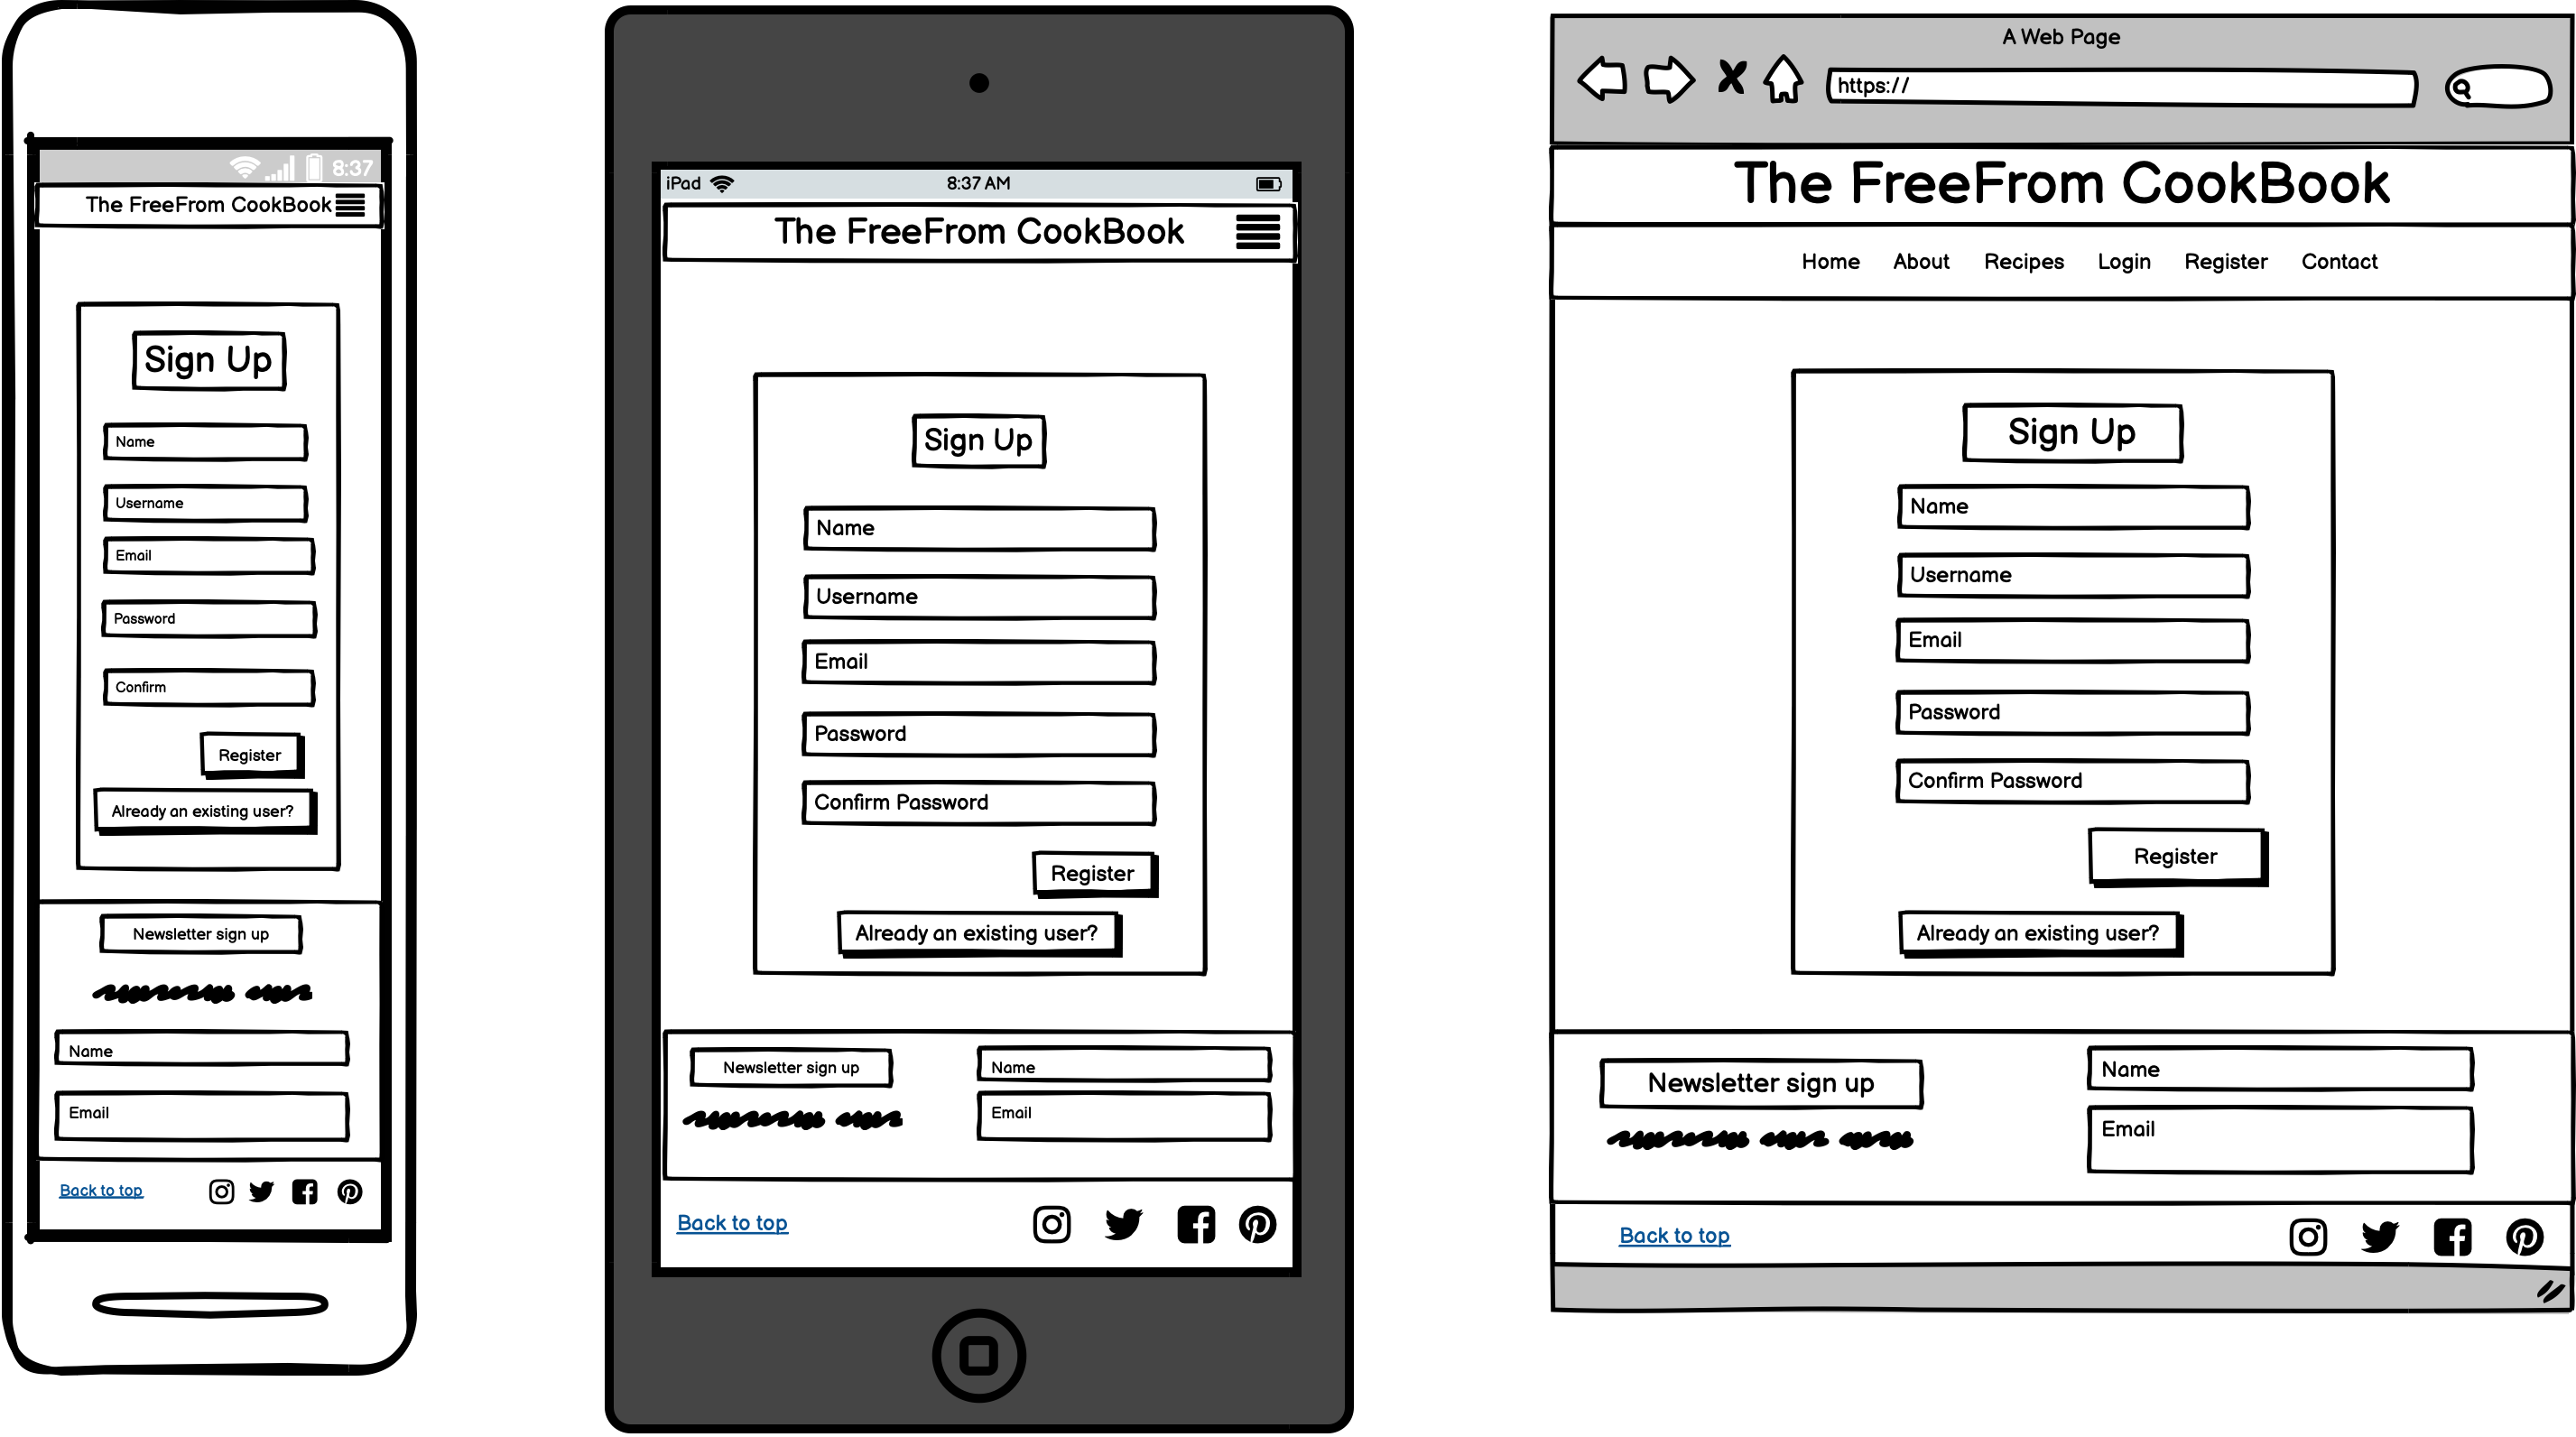 8:37
The FreeFrom CookBook
Sign Up
Name
Username
Email
Password
Confirm
Register
Already an existing user?
Newsletter sign up
Name
Email
Back to top
iPad 8:37 AM
The FreeFrom CookBook
Sign Up
Name
Username
Email
Password
Confirm Password
Register
Already an existing user?
Newsletter sign up
Name
Email
Back to top
A Web Page
https://
The FreeFrom CookBook
Home About Recipes Login Register Contact
Sign Up
Name
Username
Email
Password
Confirm Password
Register
Already an existing user?
Newsletter sign up
Name
Email
Back to top